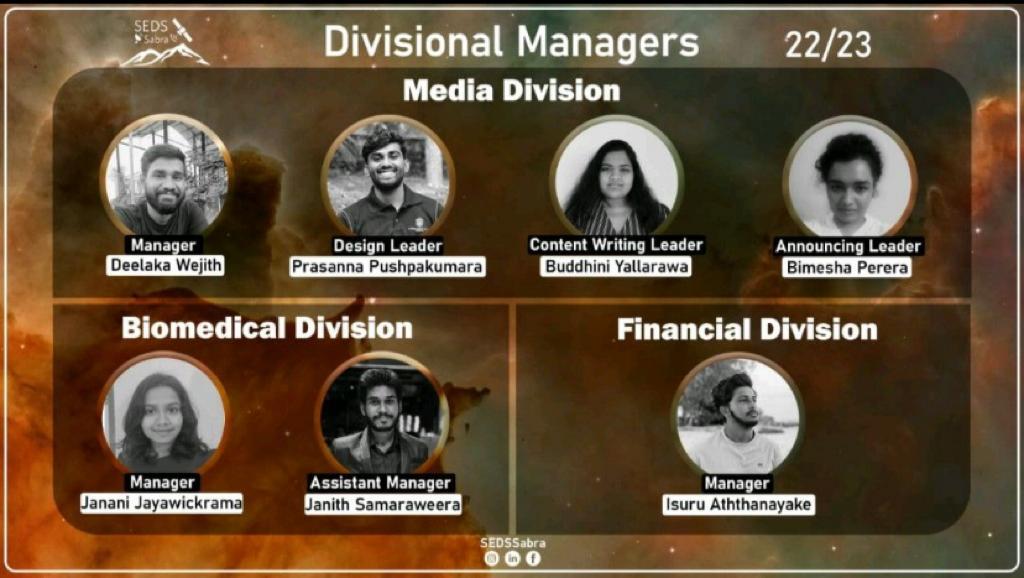 SEDS
Sabra
Divisional Managers
22/23
Media Division
Manager
Deelaka Wejith
Design Leader
Prasanna Pushpakumara
Content Writing Leader
Buddhini Yallarawa
Announcing Leader
Bimesha Perera
Biomedical Division
Manager
Janani Jayawickrama
Assistant Manager
Janith Samaraweera
Financial Division
Manager
Isuru Aththanayake
SEDSSabra